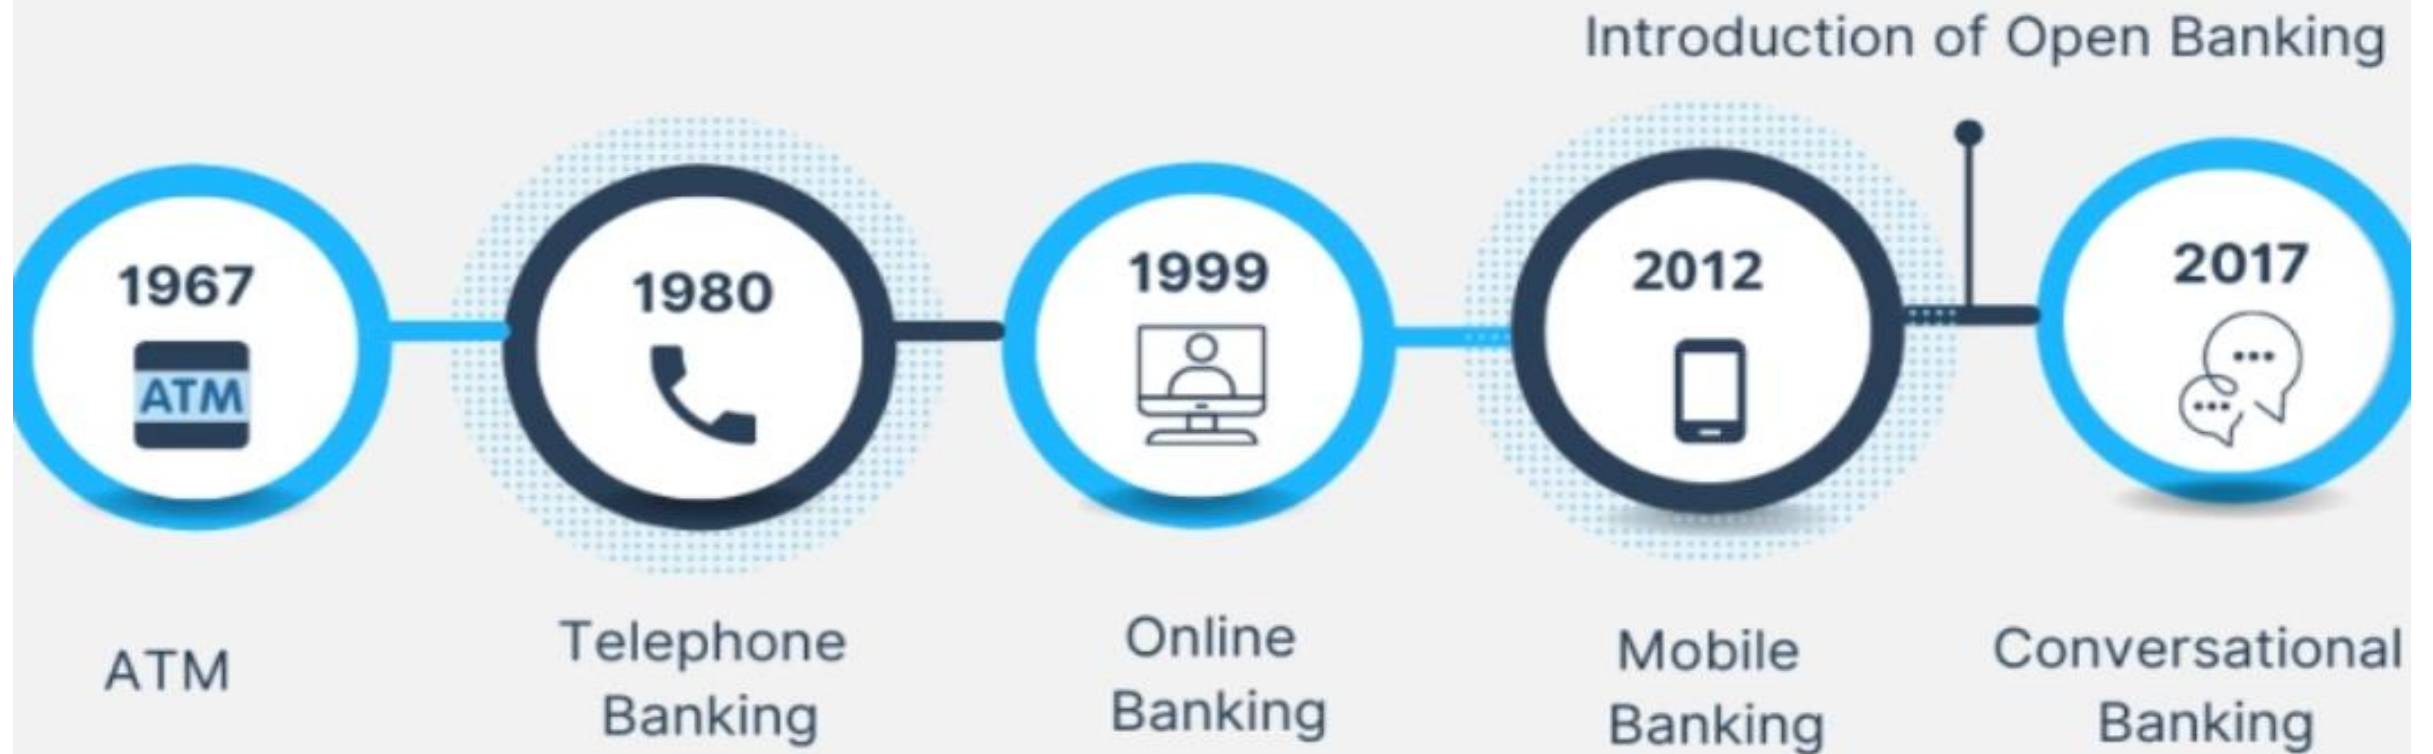 Introduction of Open Banking
1967
ATM
1980
1999
2012
2017
ATM
Telephone
Banking
Online
Banking
Mobile
Banking
Conversational
Banking